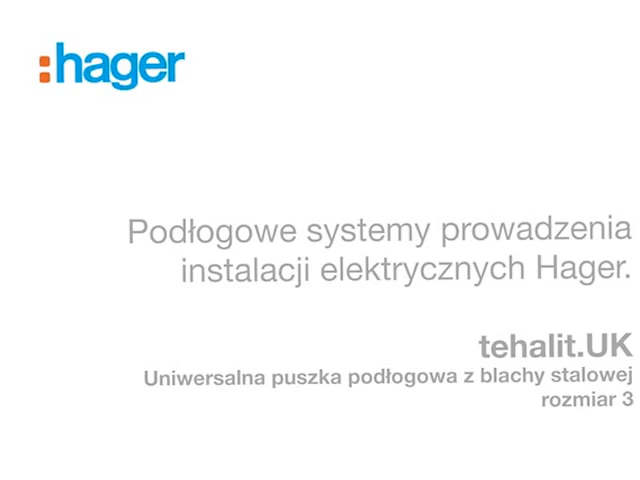 :hager
Podłogowe systemy prowadzenia
instalacji elektrycznych Hager.
tehalit.UK
Uniwersalna puszka podłogowa z blachy stalowej
rozmiar 3